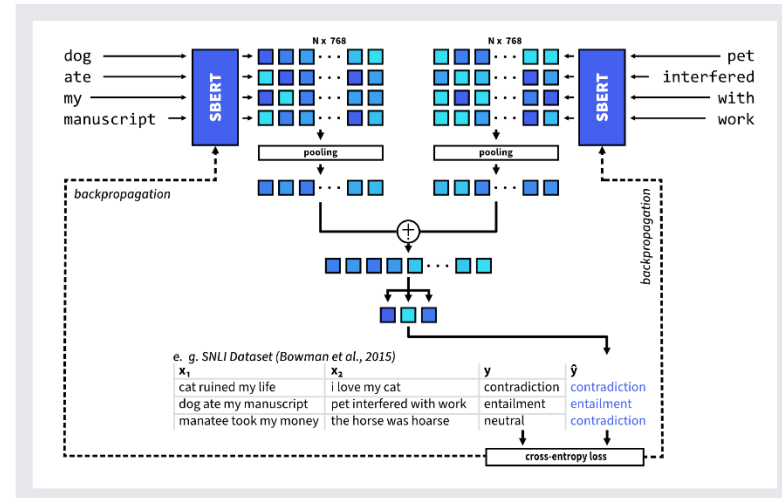 N x 768
N x 768
dog
ate
my
manuscript
SBERT
pooling
pet
interfered
with
work
SBERT
pooling
backpropagation
backpropagation
e. g. SNLI Dataset (Bowman et al., 2015)
x₁ x₂ y ŷ
cat ruined my life i love my cat contradiction contradiction
dog ate my manuscript pet interfered with work entailment entailment
manatee took my money the horse was hoarse neutral contradiction
cross-entropy loss